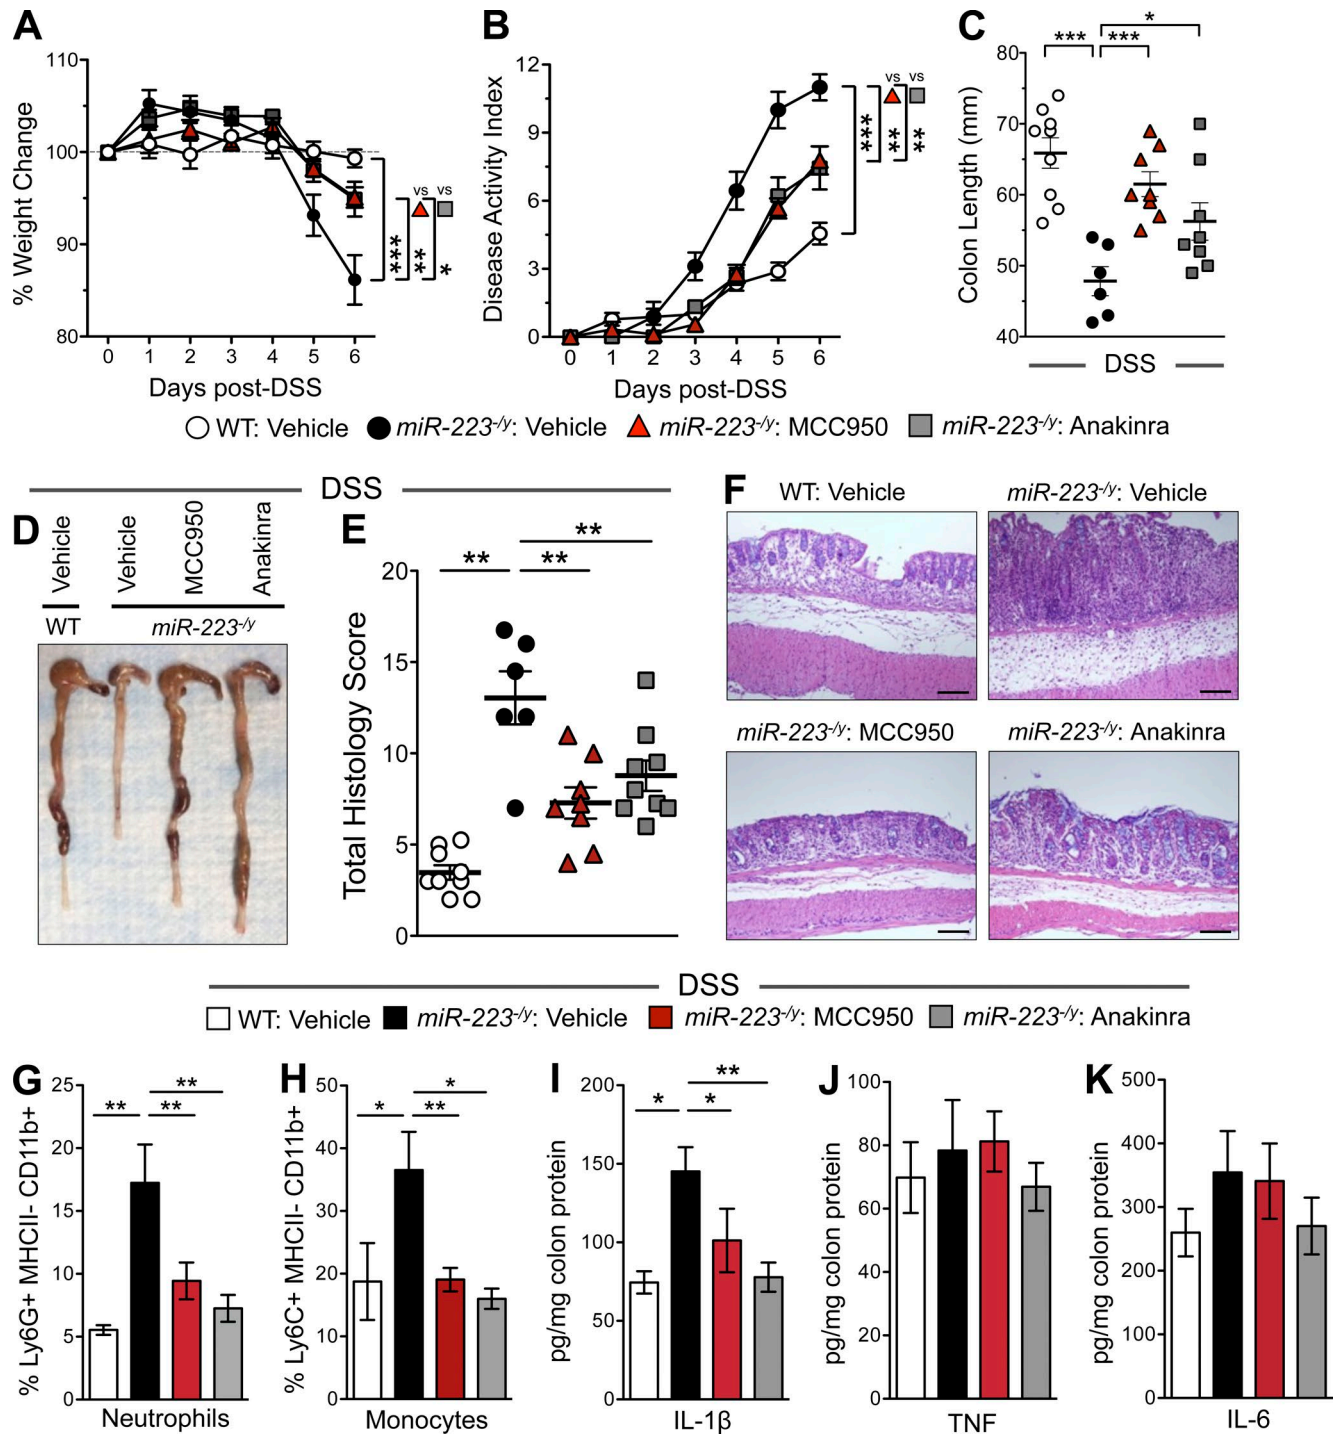 A
% Weight Change
110
100
90
80
0 1 2 3 4 5 6
Days post-DSS
vs vs
***
**
*
B
Disease Activity Index
12
9
6
3
0
0 1 2 3 4 5 6
Days post-DSS
vs vs
***
**
**
C
Colon Length (mm)
80
70
60
50
40
*** *** *
DSS
WT: Vehicle miR-223-/y: Vehicle miR-223-/y: MCC950 miR-223-/y: Anakinra
DSS
D
Vehicle Vehicle MCC950 Anakinra
WT miR-223-/y
E
Total Histology Score
20
15
10
5
0
** ** **
F
WT: Vehicle miR-223-/y: Vehicle
miR-223-/y: MCC950 miR-223-/y: Anakinra
DSS
WT: Vehicle miR-223-/y: Vehicle miR-223-/y: MCC950 miR-223-/y: Anakinra
G
% Ly6G+ MHCII- CD11b+
25
20
15
10
5
0
** ** **
Neutrophils
H
% Ly6C+ MHCII- CD11b+
50
40
30
20
10
0
* ** *
Monocytes
I
pg/mg colon protein
200
150
100
50
0
* * **
IL-1β
J
pg/mg colon protein
100
80
60
40
20
0
TNF
K
pg/mg colon protein
500
400
300
200
100
0
IL-6